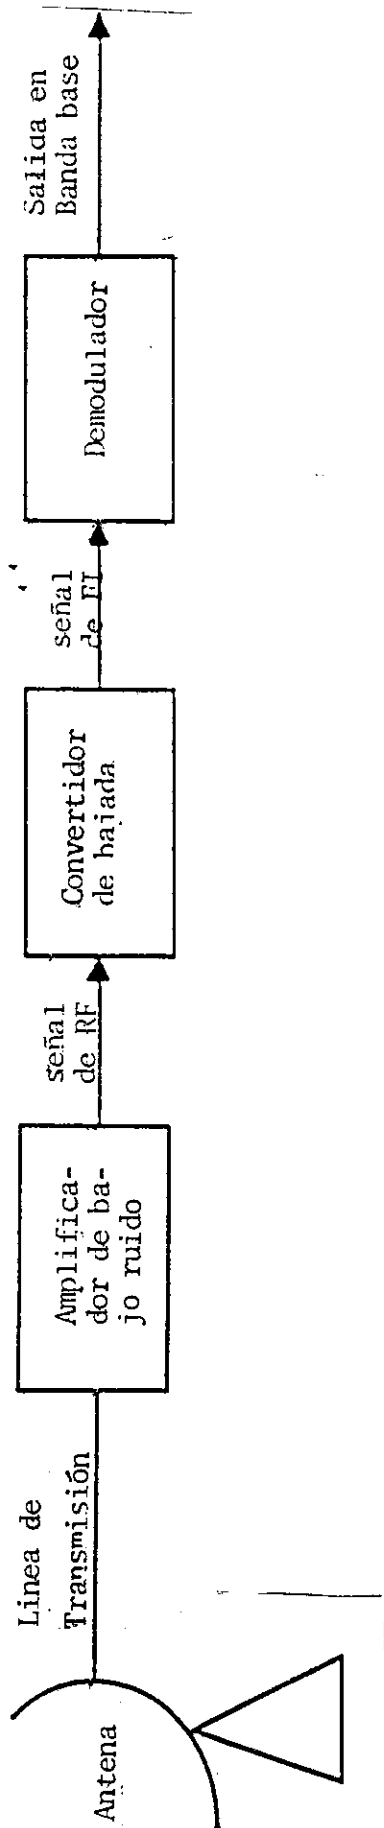 Antena
Linea de
Transmisión
Amplifica-
dor de ba-
jo ruido
señal
de RF
Convertidor
de bajada
señal
de FI
Demodulador
Salida en
Banda base